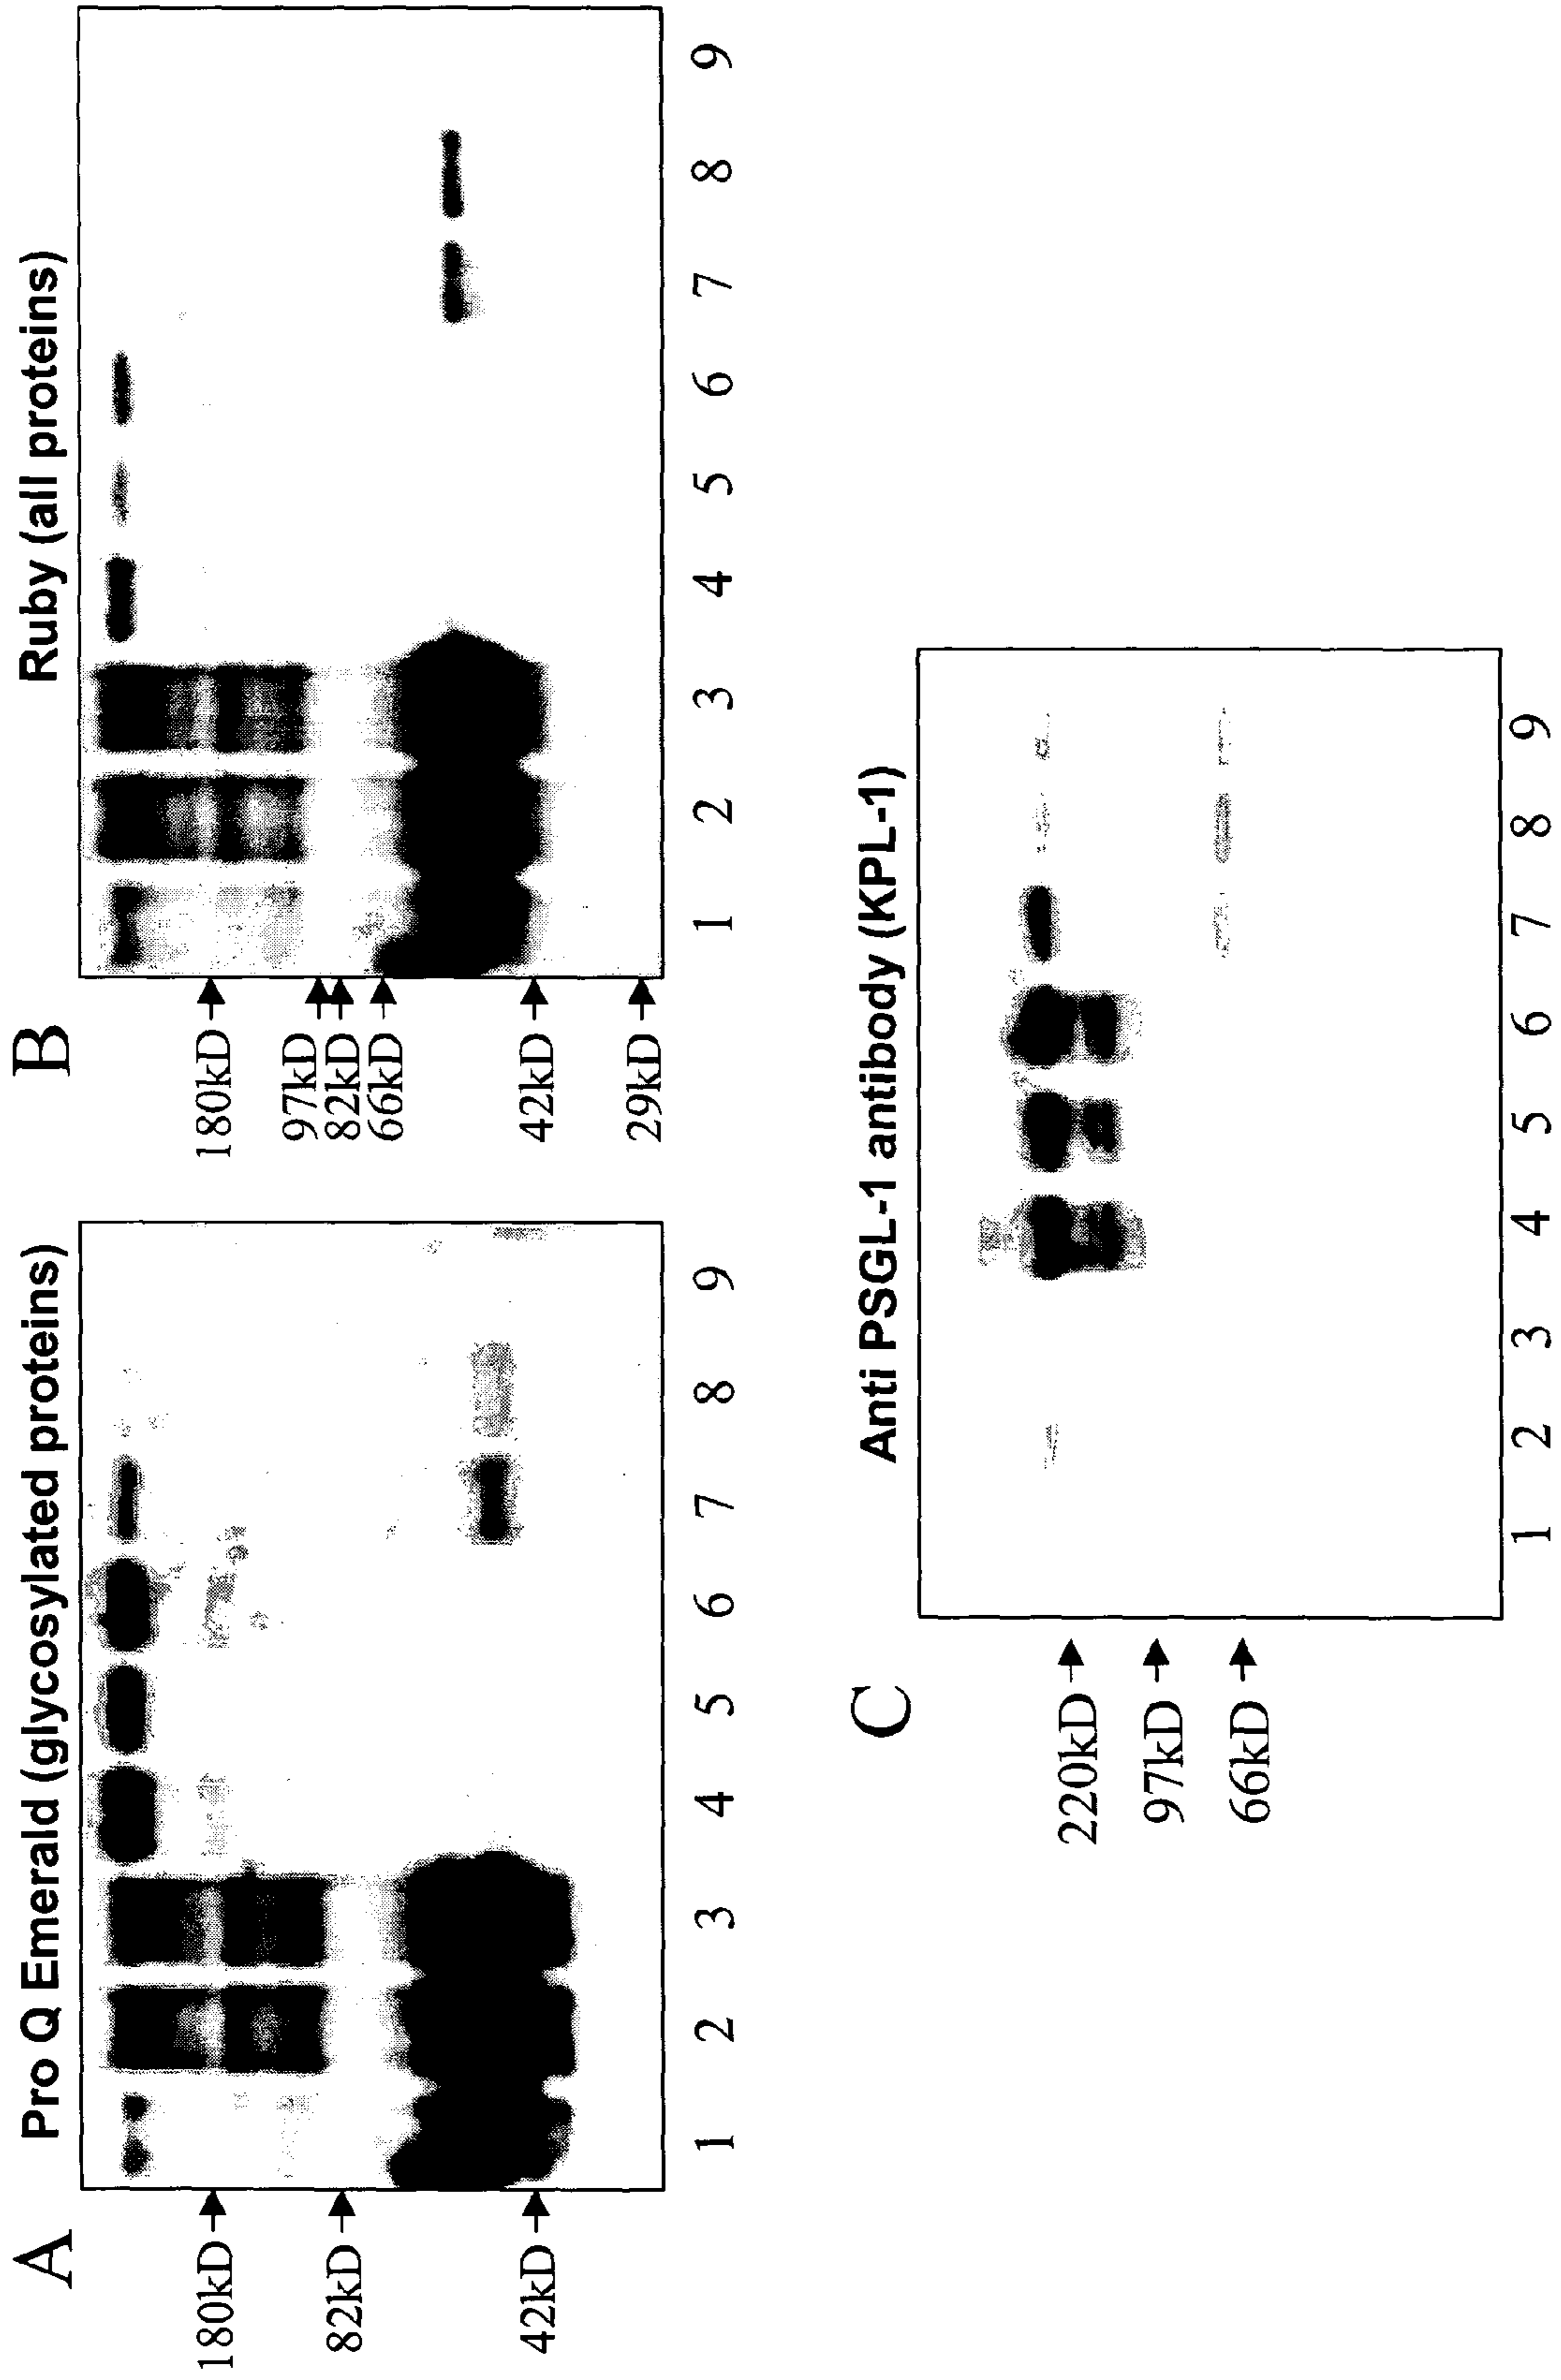 A
Pro Q Emerald (glycosylated proteins)
180kD
82kD
42kD
1 2 3 4 5 6 7 8 9
B
Ruby (all proteins)
180kD
97kD
82kD
66kD
42kD
29kD
1 2 3 4 5 6 7 8 9
C
Anti PSGL-1 antibody (KPL-1)
220kD
97kD
66kD
1 2 3 4 5 6 7 8 9